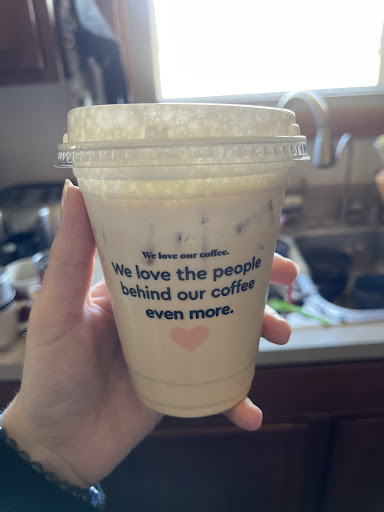 We love our coffee.
We love the people
behind our coffee
even more.